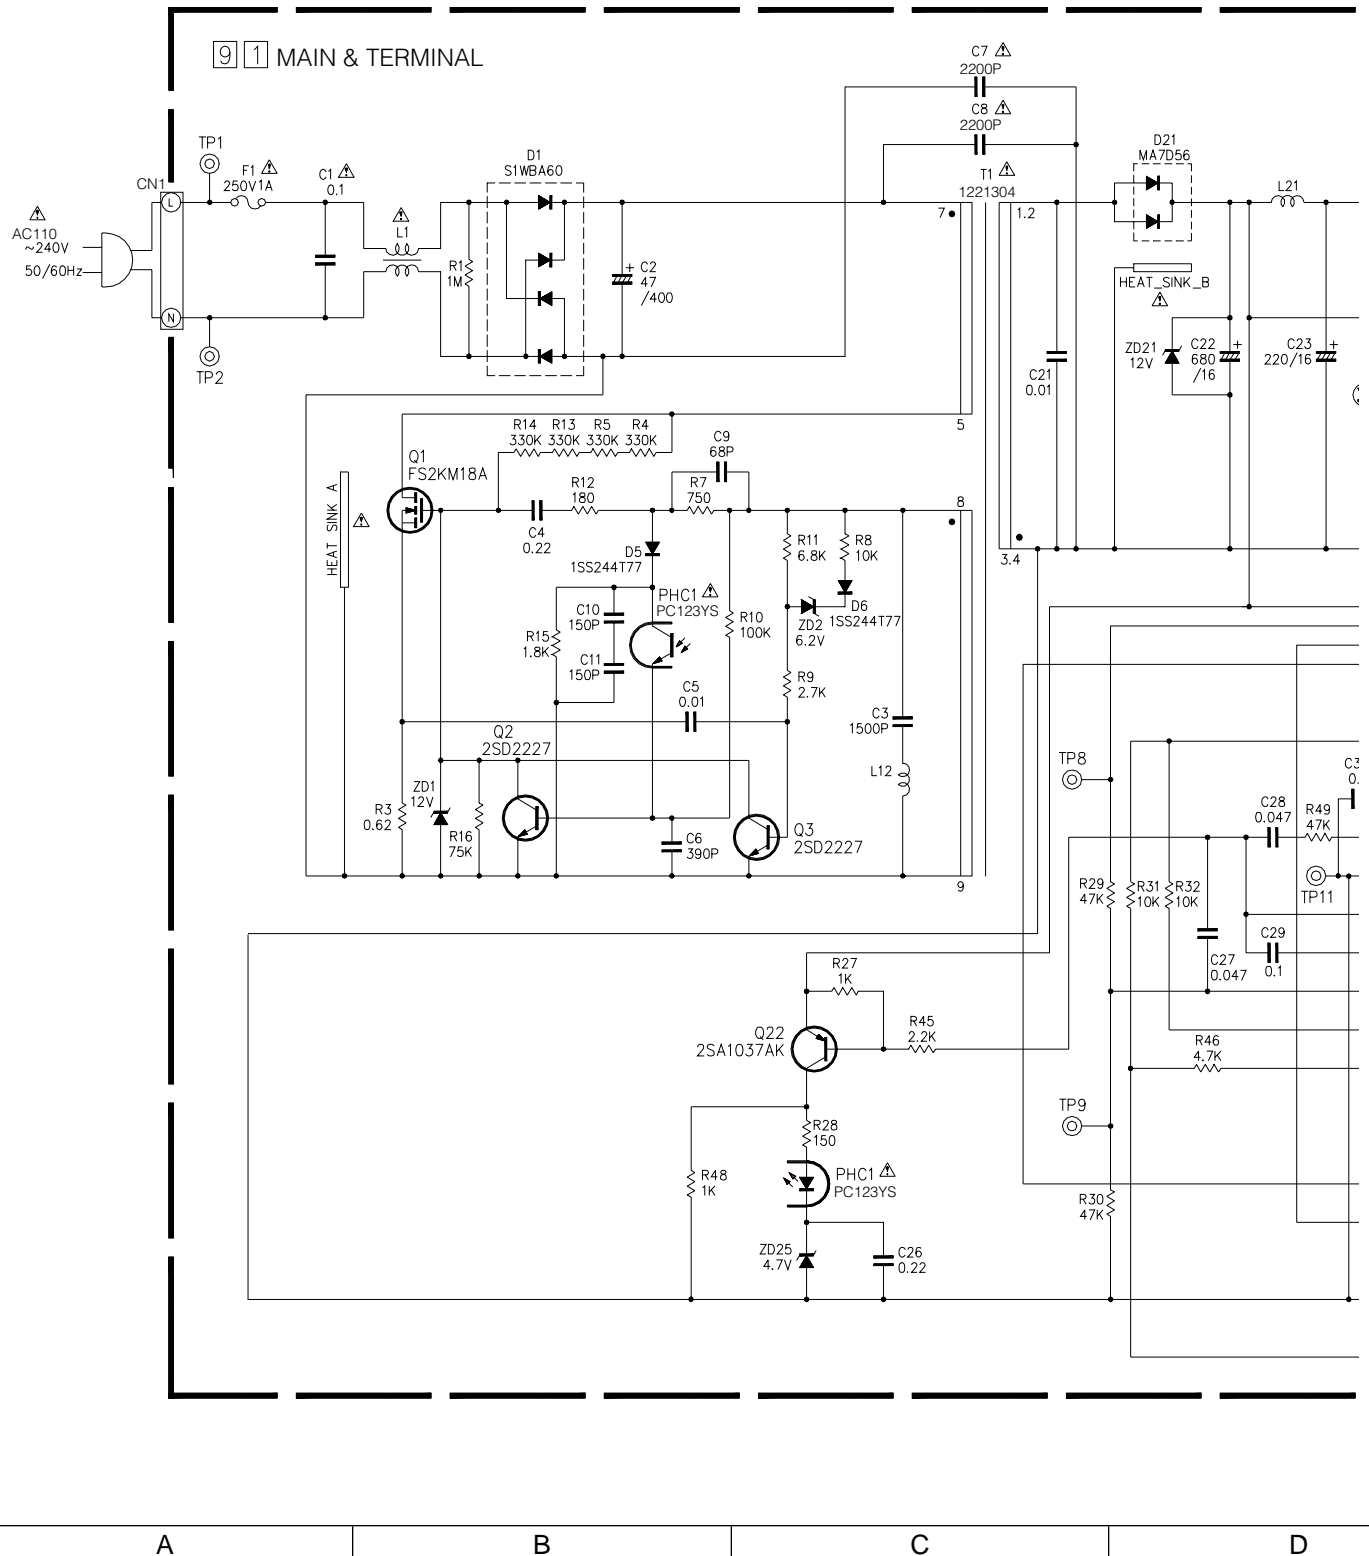 9 1 MAIN & TERMINAL
C7
2200P
C8
2200P
TP1
D21
MA7D56
D1
S1WBA60
F1
250V1A
C1
0.1
T1
1221304
CN1
L
L21
7
1.2
AC110
~240V
50/60Hz
L1
R1
1M
+
C2
47
/400
HEAT_SINK_B
N
TP2
ZD21
12V
C22
680
/16
+
C23
220/16
+
C21
0.01
5
R14
330K
R13
330K
R5
330K
R4
330K
C9
68P
Q1
FS2KM18A
R12
180
R7
750
8
HEAT SINK A
C4
0.22
R11
6.8K
R8
10K
D5
1SS244T77
3.4
PHC1
PC123YS
C10
150P
R10
100K
ZD2
6.2V
D6
1SS244T77
R15
1.8K
C11
150P
R9
2.7K
C5
0.01
C3
1500P
Q2
2SD2227
L12
TP8
C3
0.
ZD1
12V
R3
0.62
R16
75K
C6
390P
Q3
2SD2227
C28
0.047
R49
47K
9
R29
47K
R31
10K
R32
10K
TP11
C27
0.047
C29
0.1
R27
1K
Q22
2SA1037AK
R45
2.2K
R46
4.7K
TP9
R28
150
R48
1K
PHC1
PC123YS
R30
47K
ZD25
4.7V
C26
0.22
A B C D